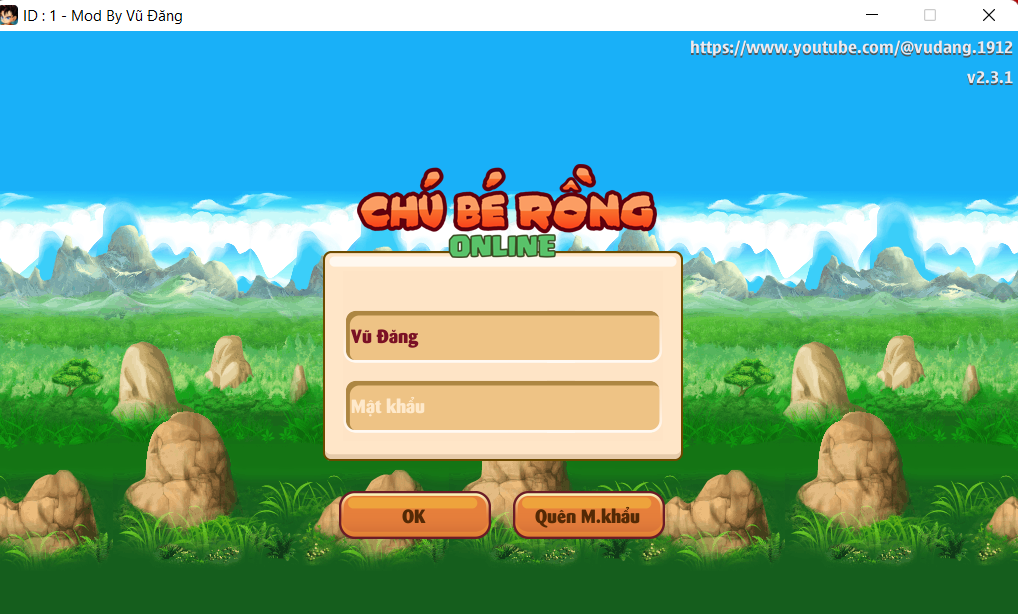 ID : 1 - Mod By Vũ Đăng
https://www.youtube.com/@vudang.1912
v2.3.1
CHÚ BÉ RỒNG
ONLINE
Vũ Đăng
Mật khẩu
OK
Quên M.khẩu